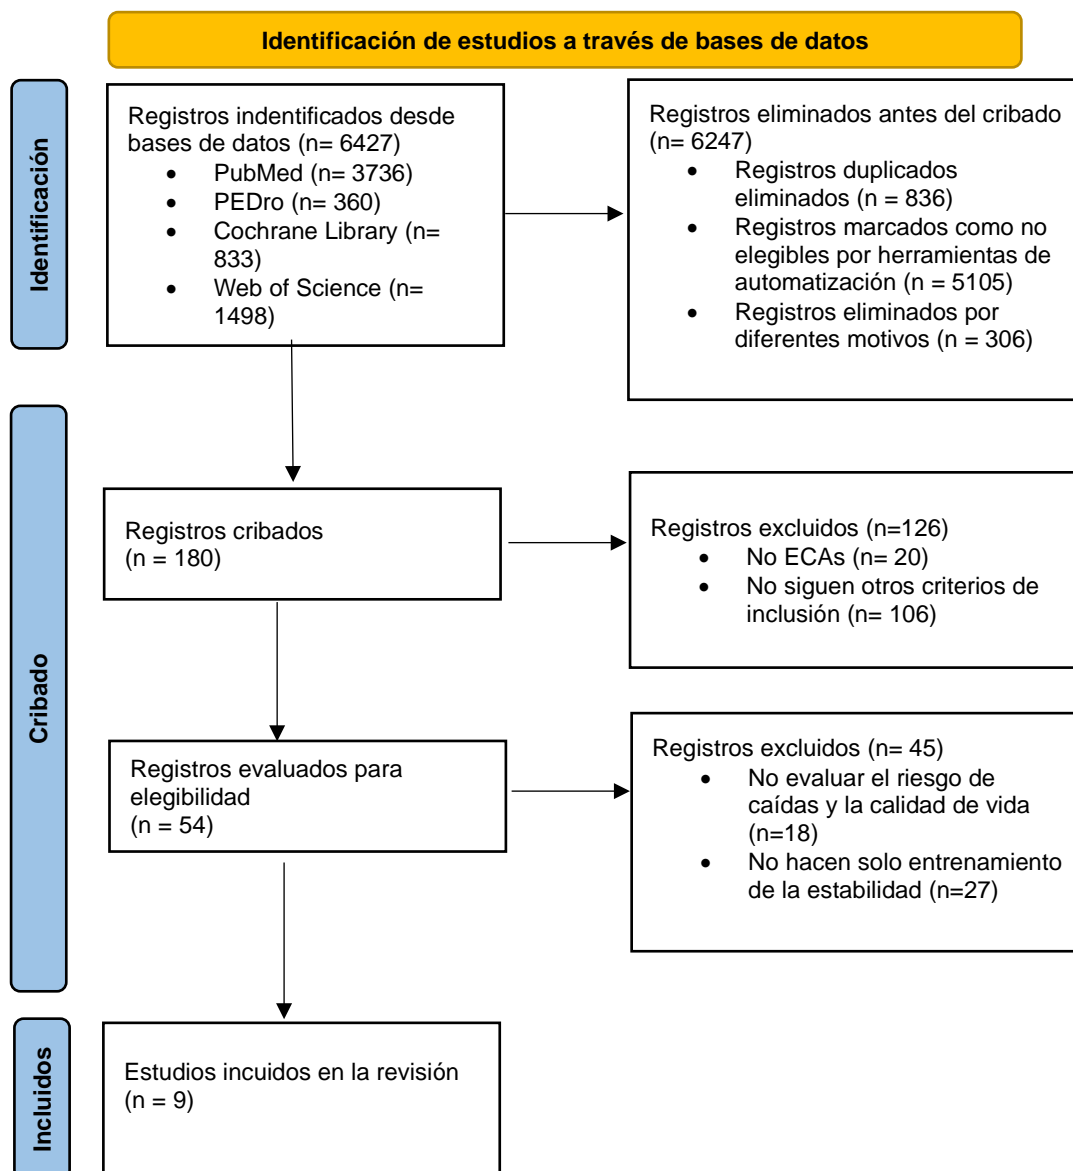 Identificación de estudios a través de bases de datos
Identificación
Registros indentificados desde
bases de datos (n= 6427)
• PubMed (n= 3736)
• PEDro (n= 360)
• Cochrane Library (n=
833)
• Web of Science (n=
1498)
Registros eliminados antes del cribado
(n= 6247)
• Registros duplicados
eliminados (n = 836)
• Registros marcados como no
elegibles por herramientas de
automatización (n = 5105)
• Registros eliminados por
diferentes motivos (n = 306)
Cribado
Registros cribados
(n = 180)
Registros excluidos (n=126)
• No ECAs (n= 20)
• No siguen otros criterios de
inclusión (n= 106)
Registros evaluados para
elegibilidad
(n = 54)
Registros excluidos (n= 45)
• No evaluar el riesgo de
caídas y la calidad de vida
(n=18)
• No hacen solo entrenamiento
de la estabilidad (n=27)
Incluidos
Estudios incuidos en la revisión
(n = 9)